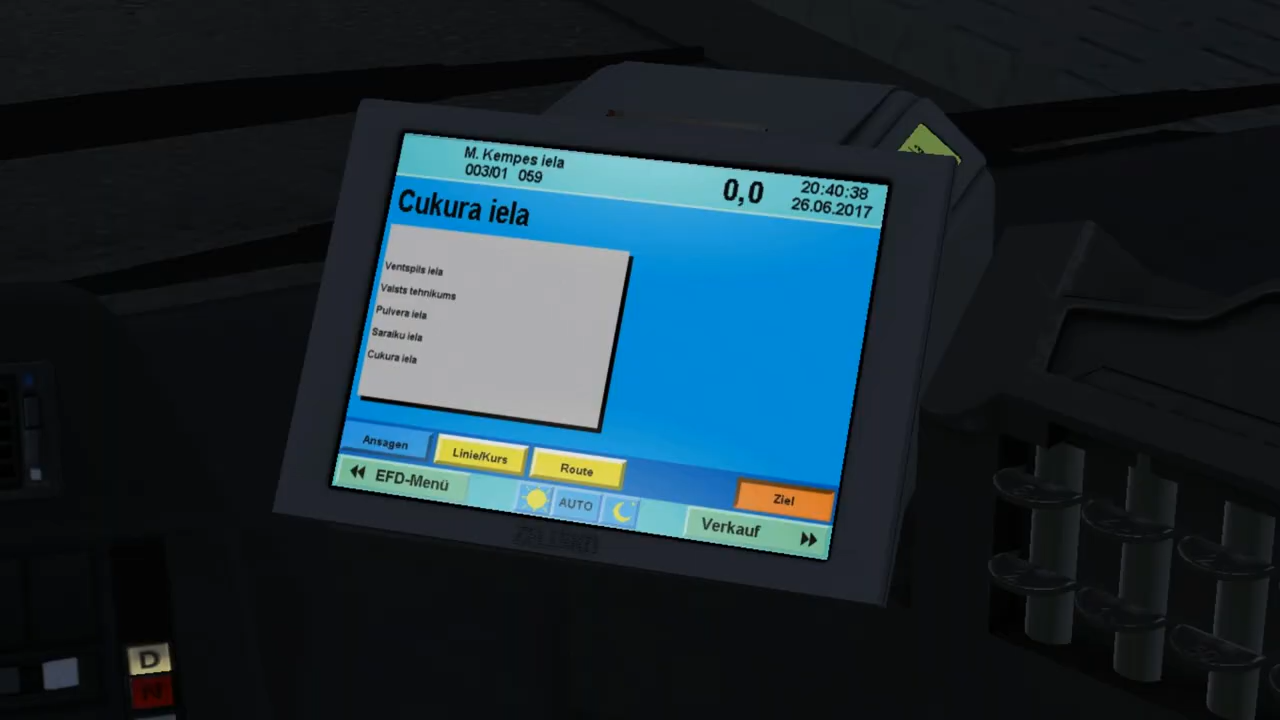 M. Kempes iela
003/01 059
0,0
20:40:38
26.06.2017
Cukura iela
Ventspils iela
Valsts tehnikums
Pulvera iela
Saraiku iela
Cukura iela
Ansagen
Linie/Kurs
Route
Ziel
EFD-Menü
AUTO
Verkauf
D
N